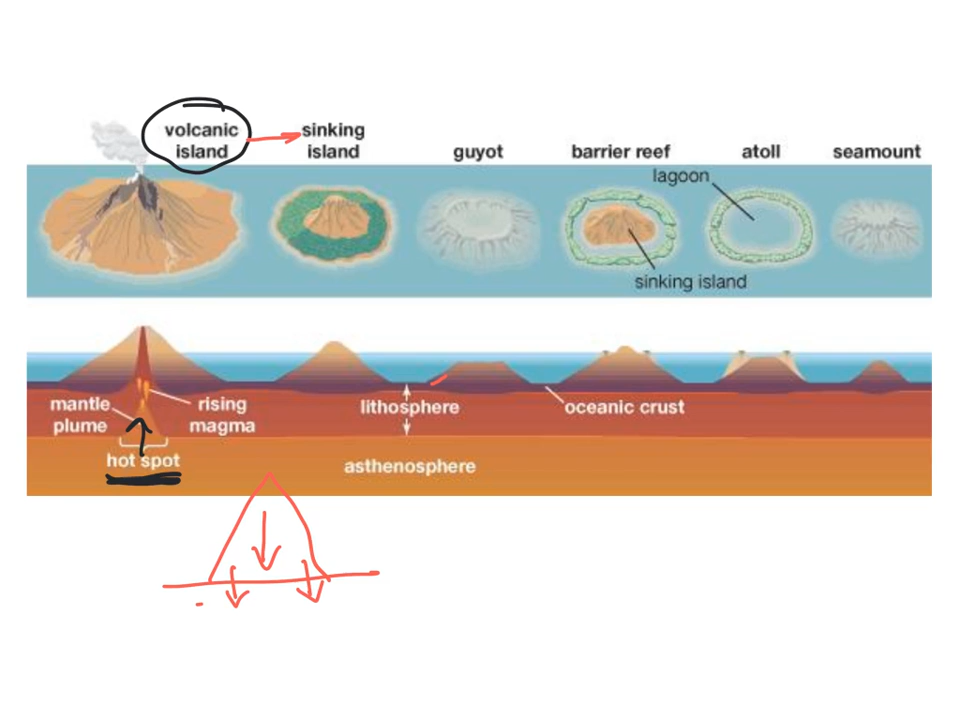 volcanic
island
sinking
island
guyot
barrier reef
atoll
seamount
lagoon
sinking island
mantle
plume
rising
magma
hot spot
lithosphere
oceanic crust
asthenosphere